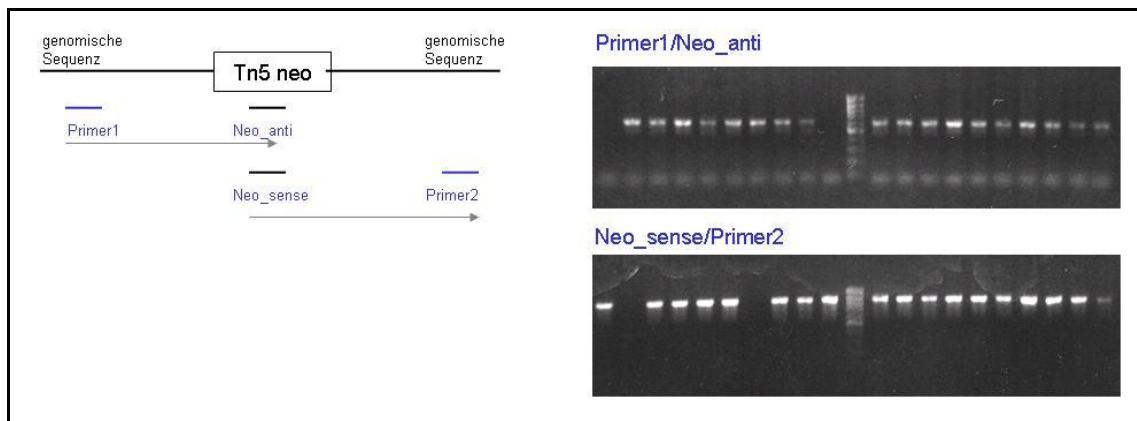 genomische
Sequenz
Tn5 neo
genomische
Sequenz
Primer1
Neo_anti
Neo_sense
Primer2
Primer1/Neo_anti
Neo_sense/Primer2